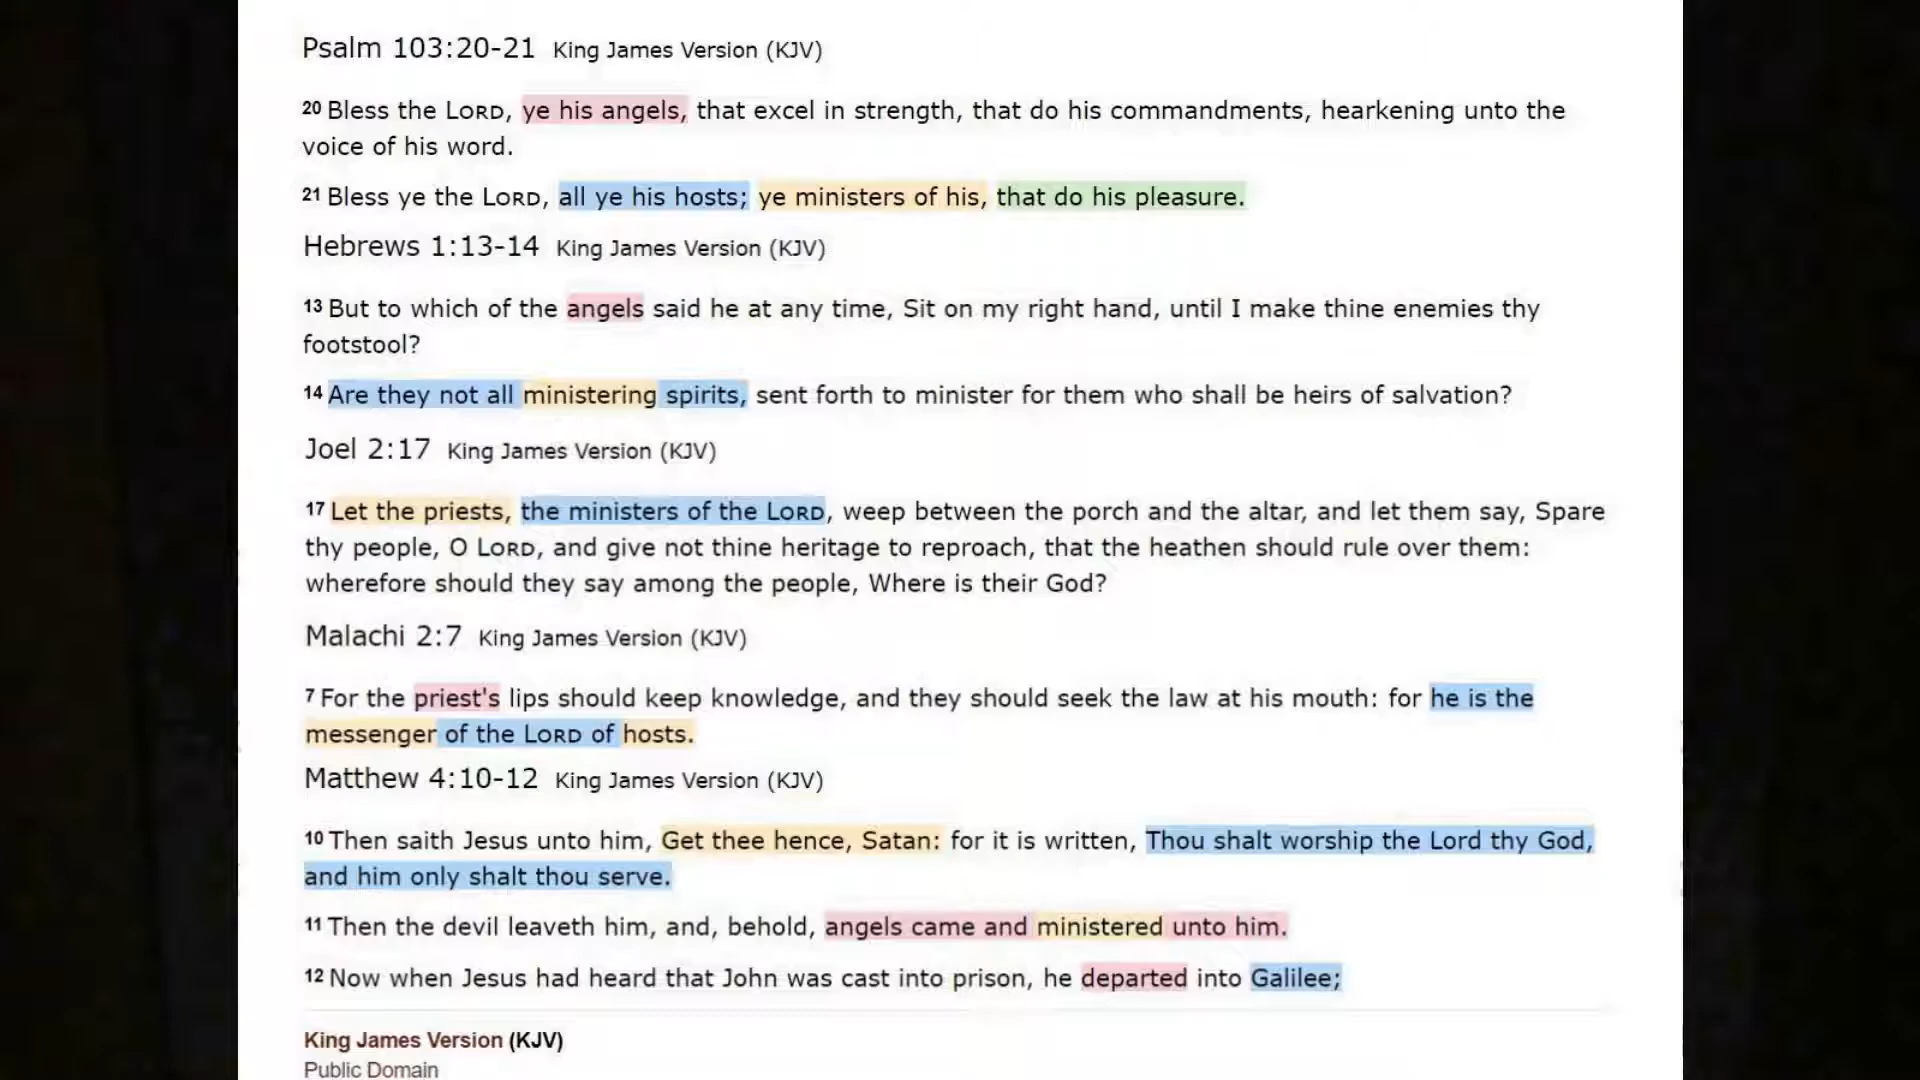 Psalm 103:20-21 King James Version (KJV)
20 Bless the LORD, ye his angels, that excel in strength, that do his commandments, hearkening unto the
voice of his word.
21 Bless ye the LORD, all ye his hosts; ye ministers of his, that do his pleasure.
Hebrews 1:13-14 King James Version (KJV)
13 But to which of the angels said he at any time, Sit on my right hand, until I make thine enemies thy
footstool?
14 Are they not all ministering spirits, sent forth to minister for them who shall be heirs of salvation?
Joel 2:17 King James Version (KJV)
17 Let the priests, the ministers of the LORD, weep between the porch and the altar, and let them say, Spare
thy people, O LORD, and give not thine heritage to reproach, that the heathen should rule over them:
wherefore should they say among the people, Where is their God?
Malachi 2:7 King James Version (KJV)
7 For the priest's lips should keep knowledge, and they should seek the law at his mouth: for he is the
messenger of the LORD of hosts.
Matthew 4:10-12 King James Version (KJV)
10 Then saith Jesus unto him, Get thee hence, Satan: for it is written, Thou shalt worship the Lord thy God,
and him only shalt thou serve.
11 Then the devil leaveth him, and, behold, angels came and ministered unto him.
12 Now when Jesus had heard that John was cast into prison, he departed into Galilee;
King James Version (KJV)
Public Domain